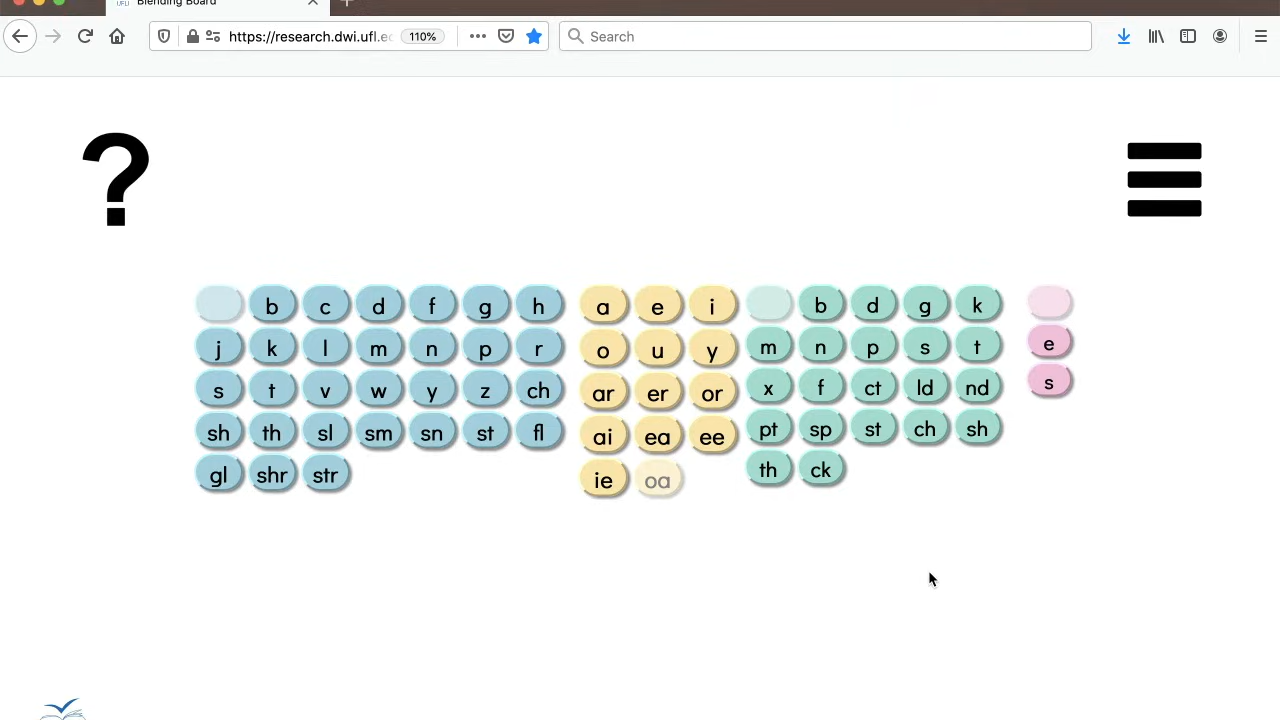 Blending Board
https://research.dwi.ufl.ec
110%
Search
?
b c d f g h a e i b d g k
j k l m n p r o u y m n p s t e
s t v w y z ch ar er or x f ct ld nd s
sh th sl sm sn st fl ai ea ee pt sp st ch sh
gl shr str ie oa th ck